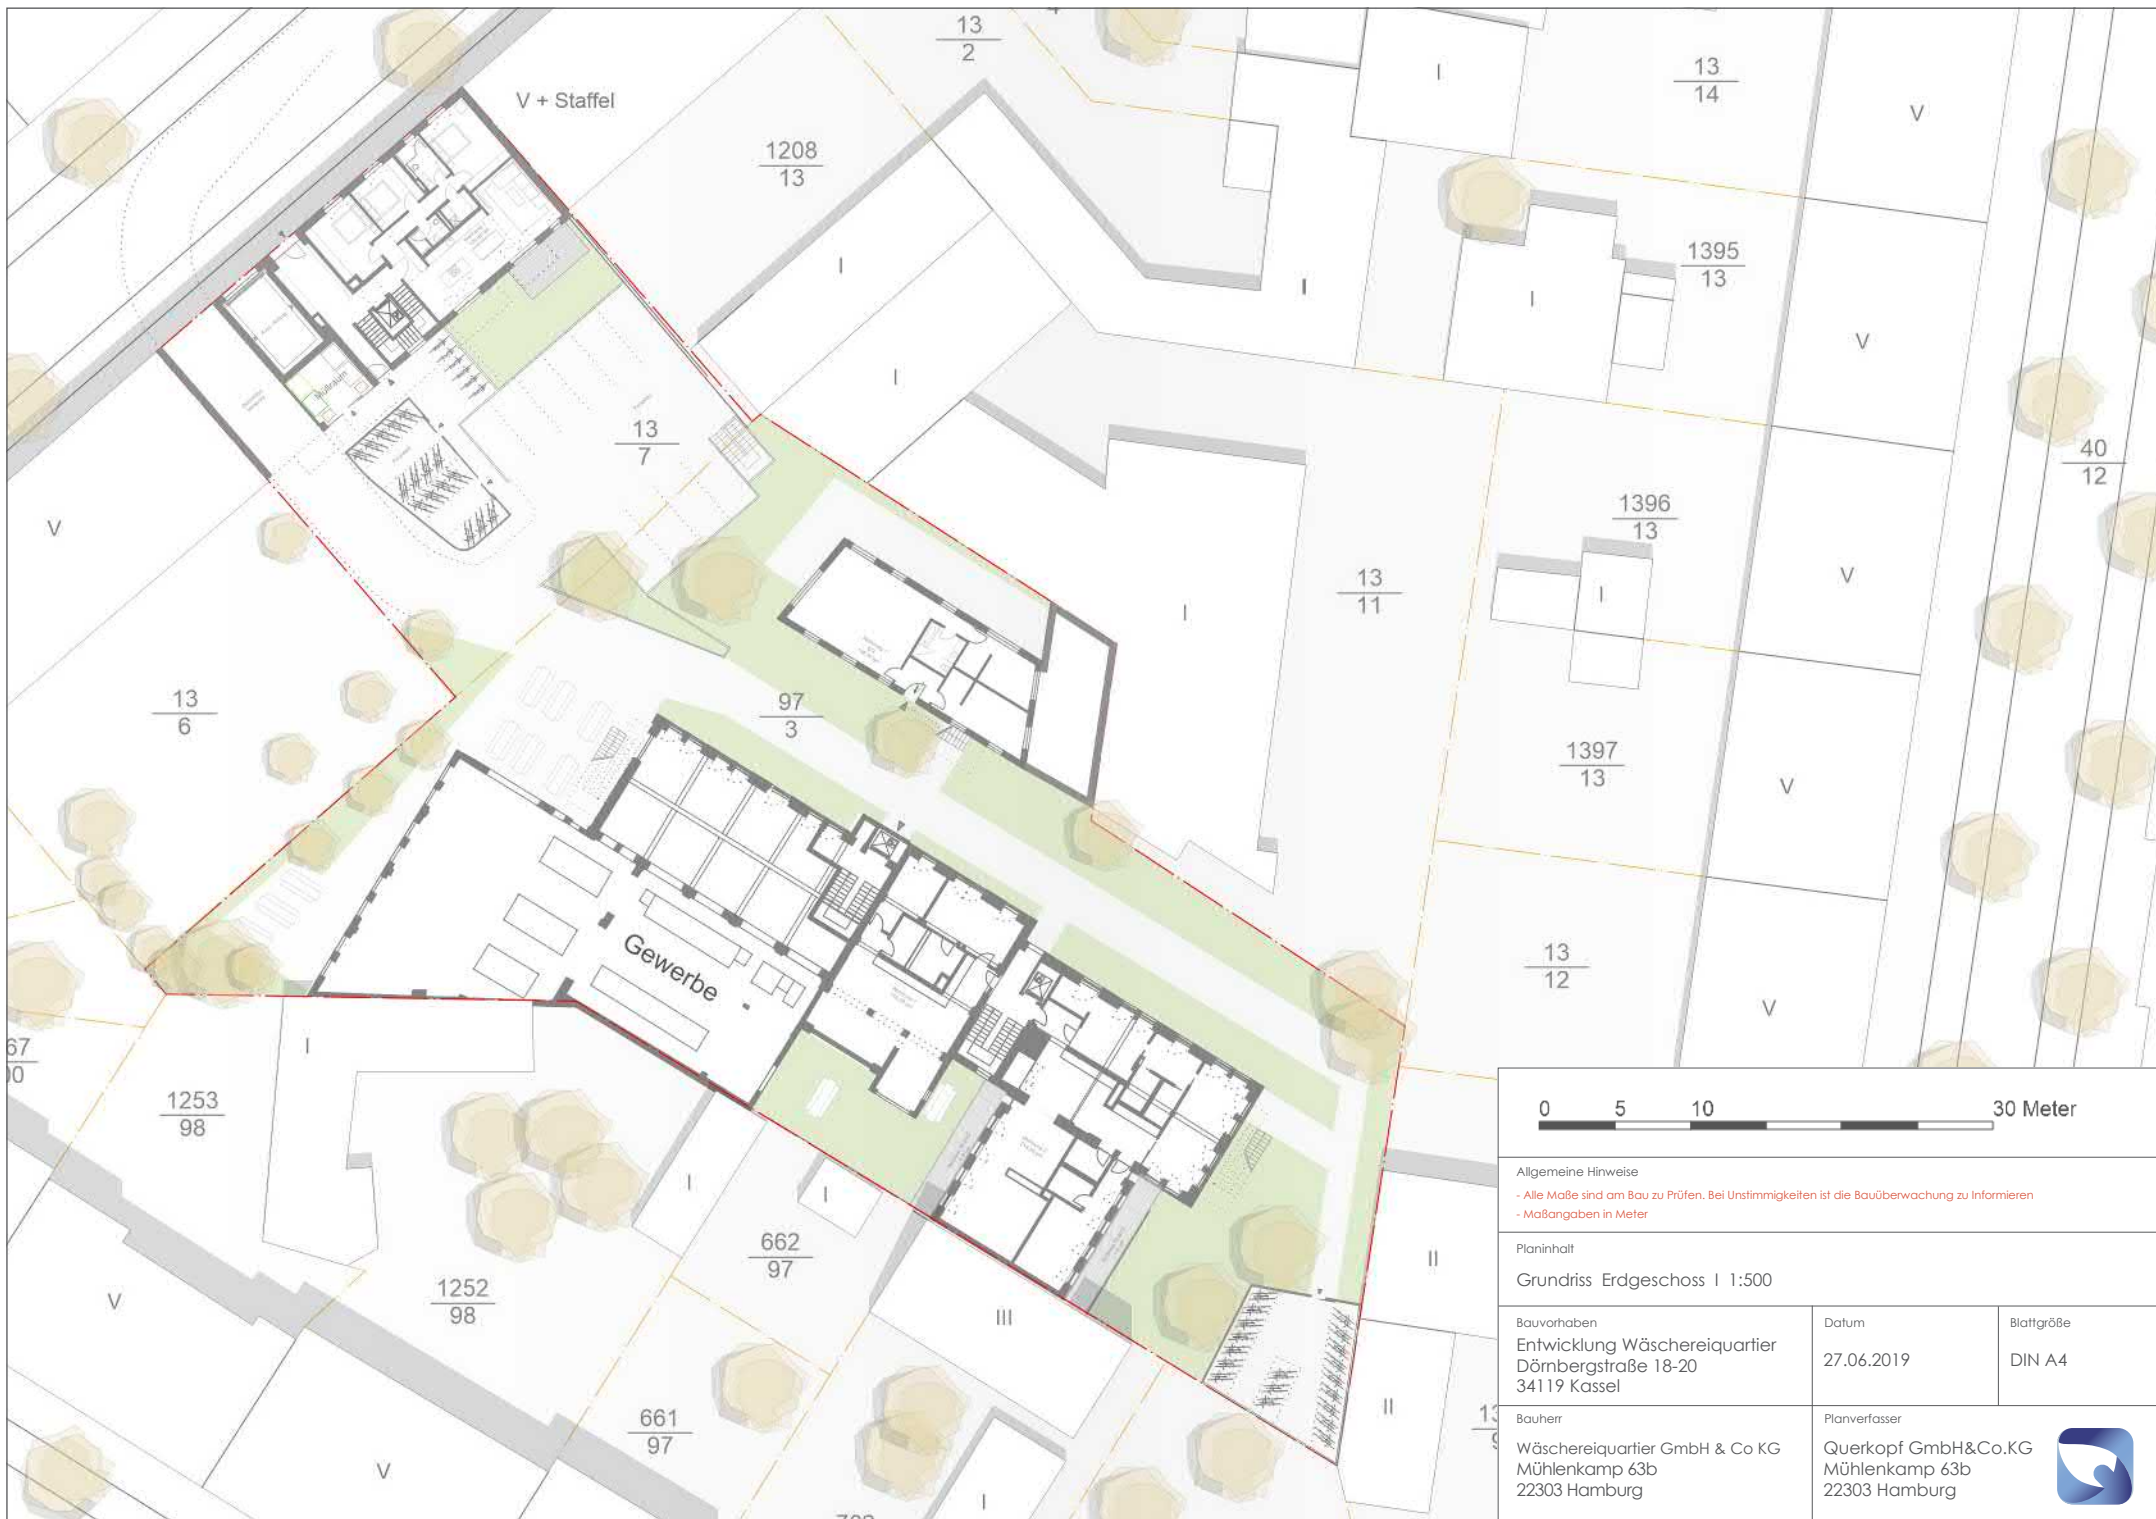 13
2
V + Staffel
I
13
14
V
1208
13
I
1395
13
I
I
V
I
13
7
Müllraum
40
12
V
1396
13
13
11
V
I
I
13
6
97
3
1397
13
V
Gewerbe
13
12
V
67
00
I
1253
98
I
I
662
97
1252
98
V
III
II
II
661
97
V
I
0 5 10 30 Meter
Allgemeine Hinweise
- Alle Maße sind am Bau zu Prüfen. Bei Unstimmigkeiten ist die Bauüberwachung zu Informieren
- Maßangaben in Meter
Planinhalt
Grundriss Erdgeschoss I 1:500
Bauvorhaben
Entwicklung Wäschereiquartier
Dörnbergstraße 18-20
34119 Kassel
Datum
27.06.2019
Blattgröße
DIN A4
Bauherr
Wäschereiquartier GmbH & Co KG
Mühlenkamp 63b
22303 Hamburg
Planverfasser
Querkopf GmbH&Co.KG
Mühlenkamp 63b
22303 Hamburg